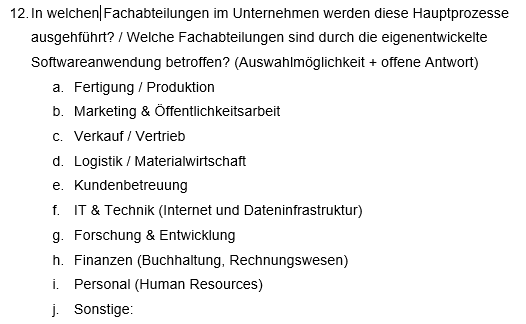 12. In welchen Fachabteilungen im Unternehmen werden diese Hauptprozesse
ausgeführt? / Welche Fachabteilungen sind durch die eigenentwickelte
Softwareanwendung betroffen? (Auswahlmöglichkeit + offene Antwort)
a. Fertigung / Produktion
b. Marketing & Öffentlichkeitsarbeit
c. Verkauf / Vertrieb
d. Logistik / Materialwirtschaft
e. Kundenbetreuung
f. IT & Technik (Internet und Dateninfrastruktur)
g. Forschung & Entwicklung
h. Finanzen (Buchhaltung, Rechnungswesen)
i. Personal (Human Resources)
j. Sonstige: